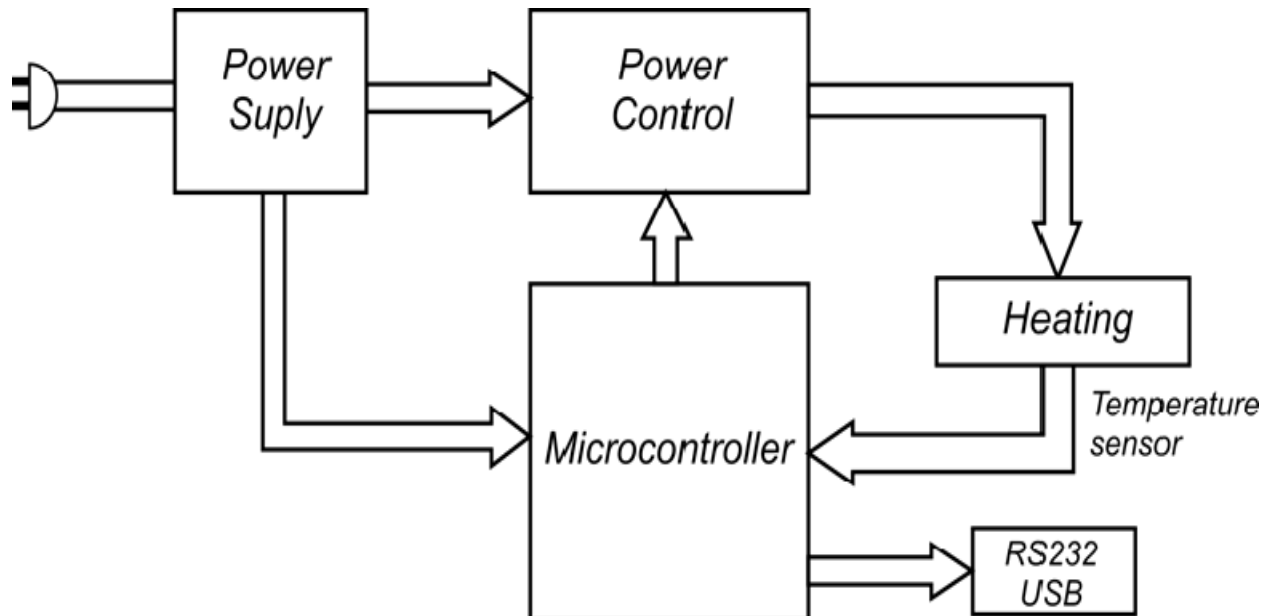 Power
Suply
Power
Control
Heating
Temperature
sensor
Microcontroller
RS232
USB